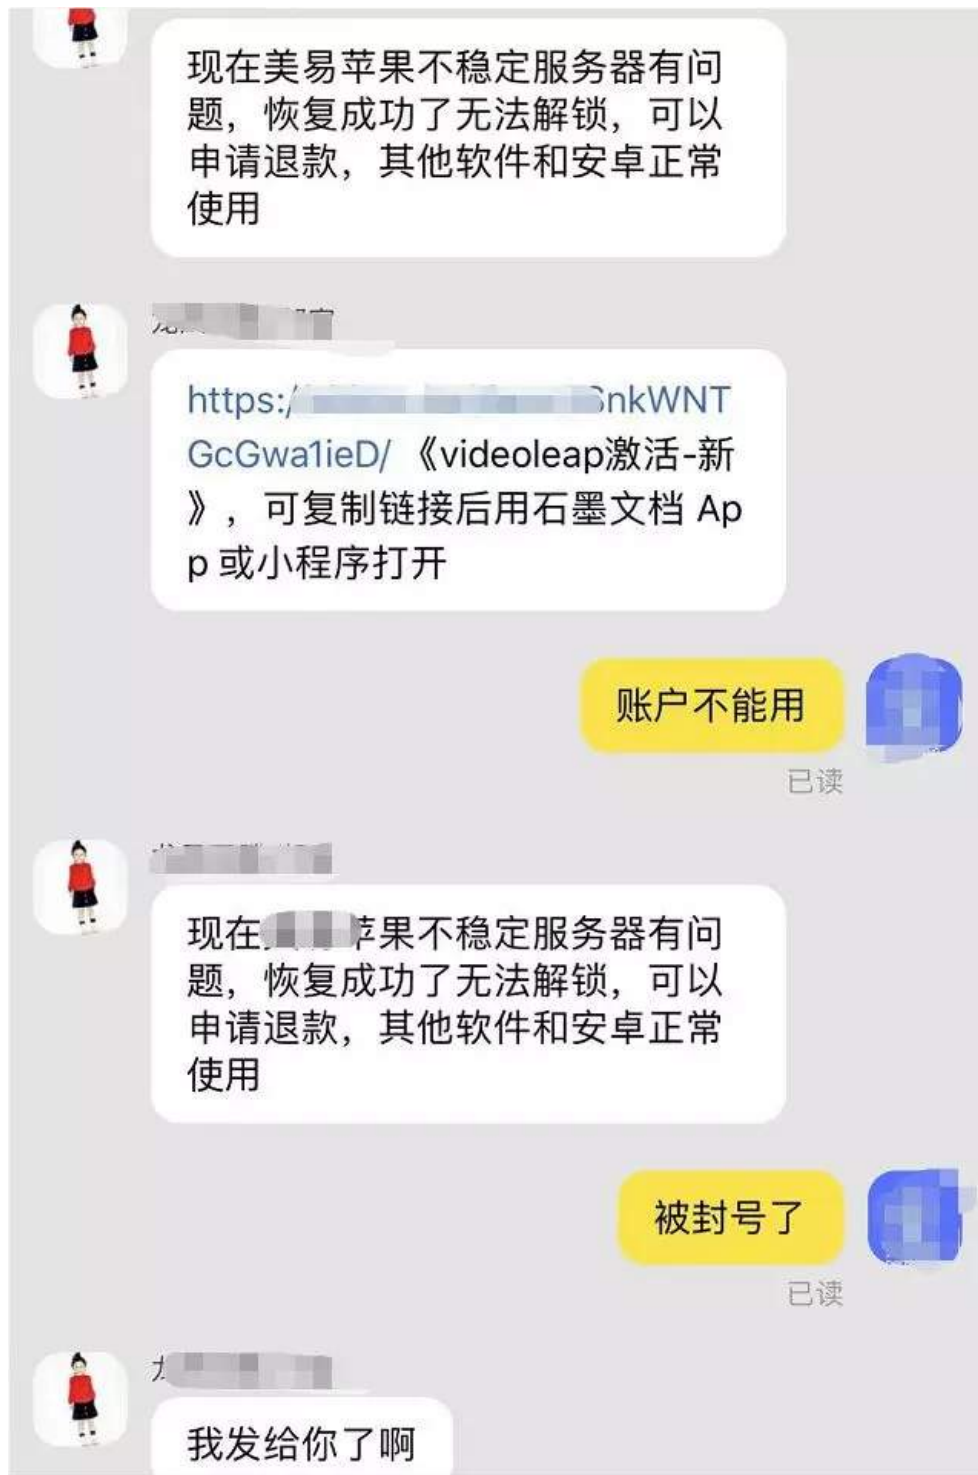 现在美易苹果不稳定服务器有问
题，恢复成功了无法解锁，可以
申请退款，其他软件和安卓正常
使用
https:/
nkWNT
GcGwa1ieD/ 《videoleap激活-新
》，可复制链接后用石墨文档 Ap
p 或小程序打开
账户不能用
已读
现在
苹果不稳定服务器有问
题，恢复成功了无法解锁，可以
申请退款，其他软件和安卓正常
使用
被封号了
已读
我发给你了啊